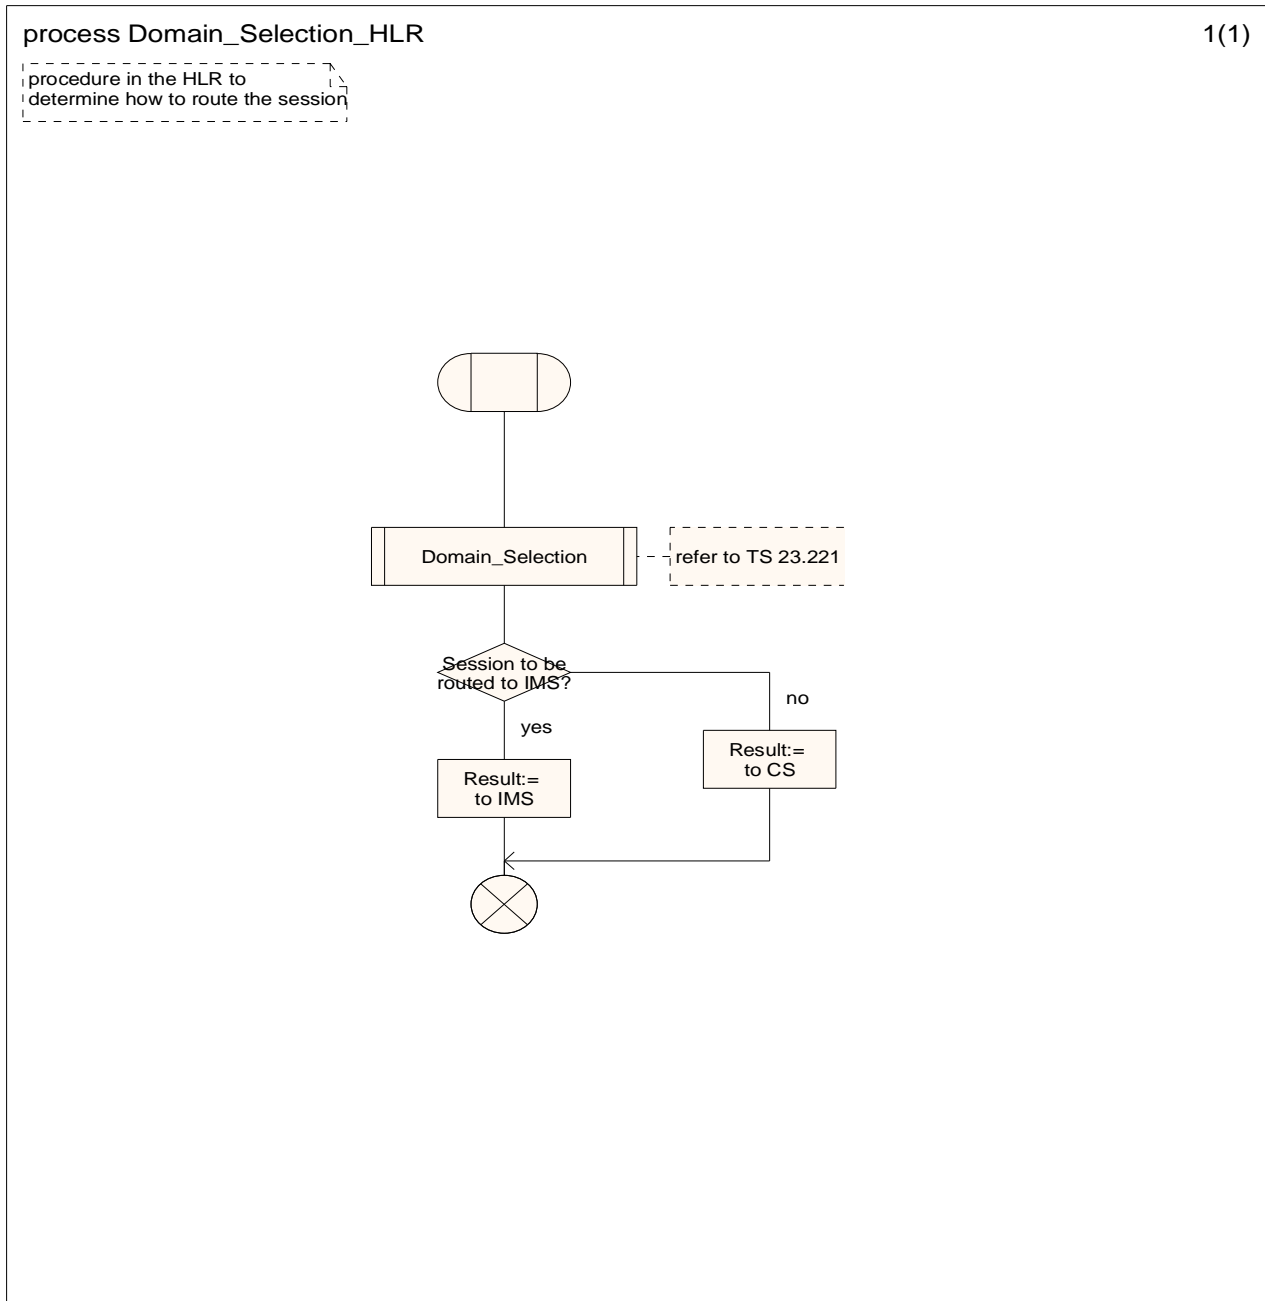 process Domain_Selection_HLR
1(1)
procedure in the HLR to
determine how to route the session
Domain_Selection
refer to TS 23.221
Session to be
routed to IMS?
no
yes
Result:=
to CS
Result:=
to IMS